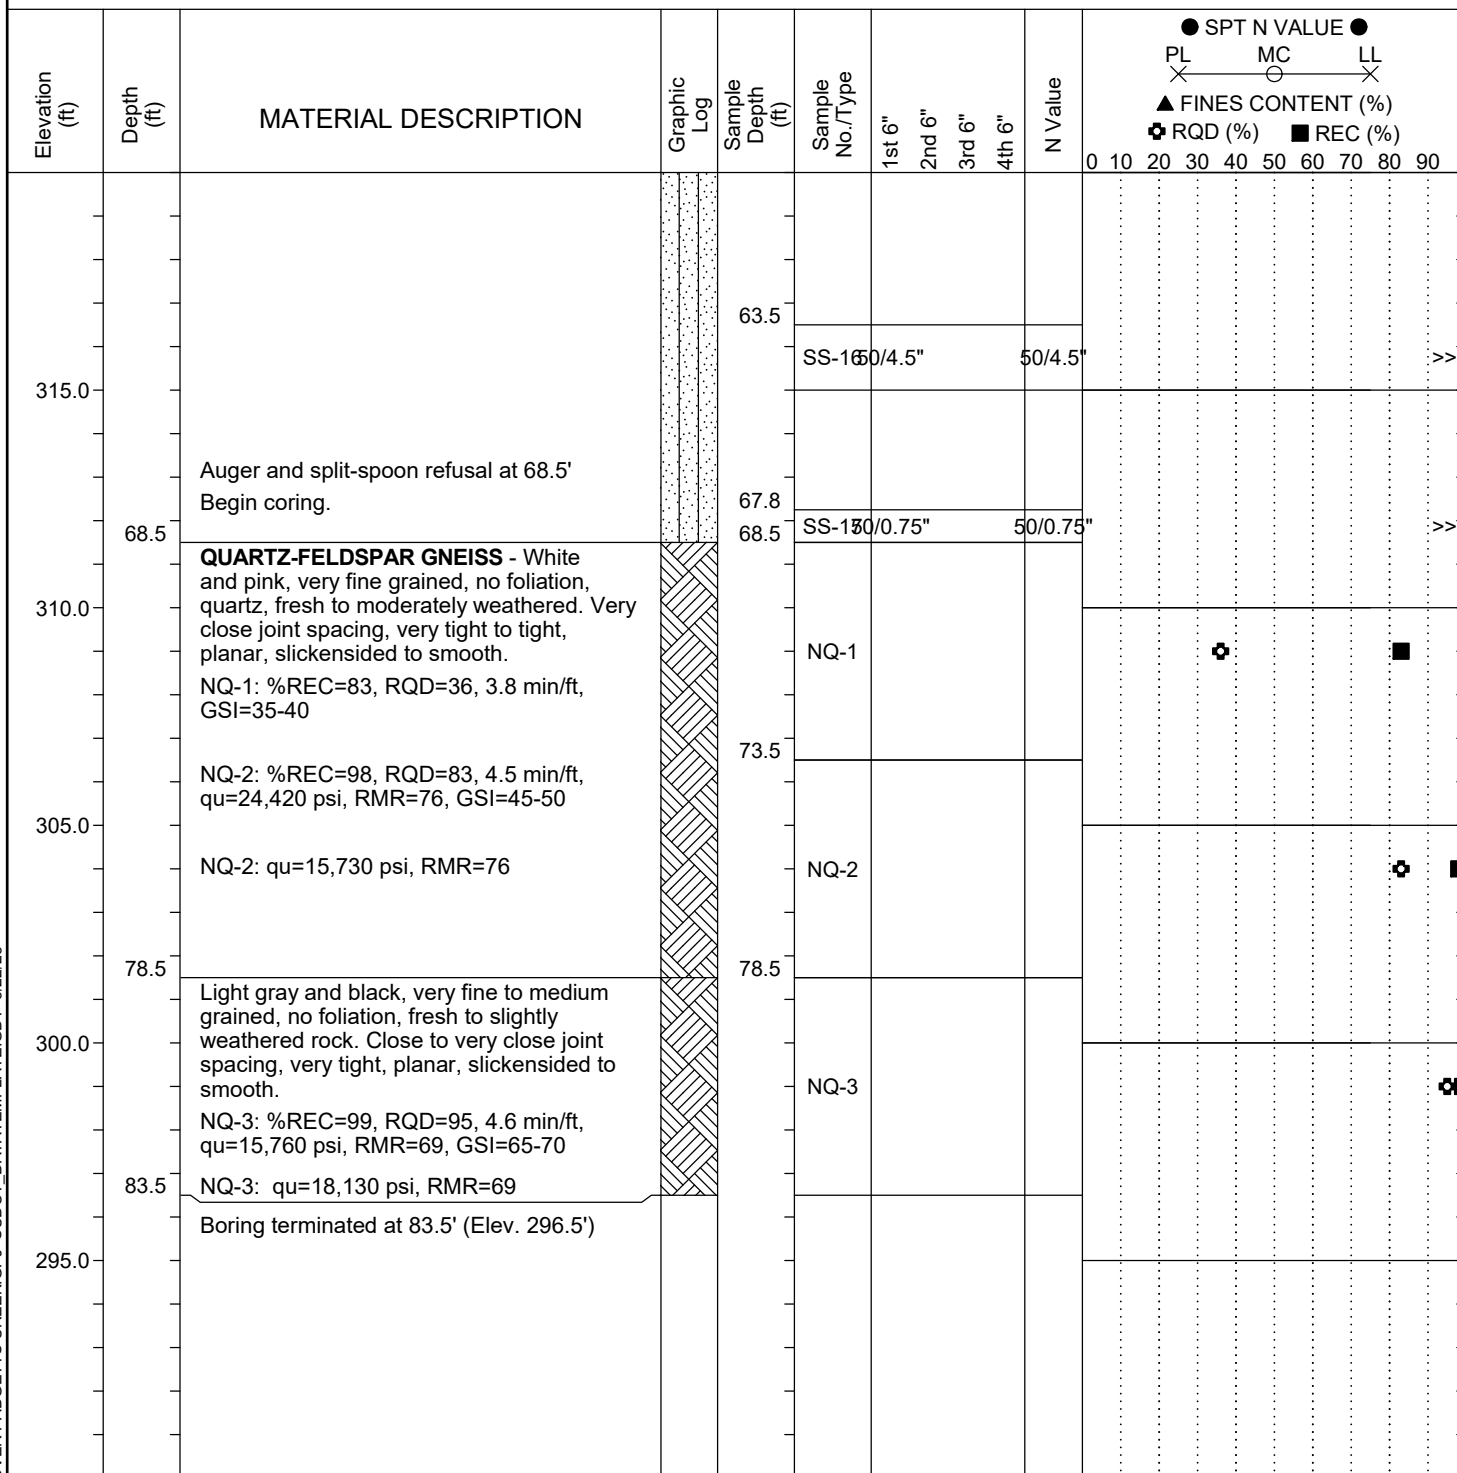 Elevation (ft)
Depth (ft)
MATERIAL DESCRIPTION
Graphic Log
Sample Depth (ft)
Sample No./Type
1st 6"
2nd 6"
3rd 6"
4th 6"
N Value
● SPT N VALUE ●
PL MC LL
▲ FINES CONTENT (%)
RQD (%) ■ REC (%)
0 10 20 30 40 50 60 70 80 90
63.5
SS-16 50/4.5" 50/4.5" >>
315.0
Auger and split-spoon refusal at 68.5'
Begin coring.
67.8
68.5 68.5 SS-17 50/0.75" 50/0.75" >>
QUARTZ-FELDSPAR GNEISS - White
and pink, very fine grained, no foliation,
quartz, fresh to moderately weathered. Very
310.0
close joint spacing, very tight to tight,
planar, slickensided to smooth.
NQ-1
NQ-1: %REC=83, RQD=36, 3.8 min/ft,
GSI=35-40
73.5
NQ-2: %REC=98, RQD=83, 4.5 min/ft,
qu=24,420 psi, RMR=76, GSI=45-50
305.0
NQ-2: qu=15,730 psi, RMR=76
NQ-2
78.5 78.5
Light gray and black, very fine to medium
grained, no foliation, fresh to slightly
weathered rock. Close to very close joint
300.0
spacing, very tight, planar, slickensided to
smooth.
NQ-3
NQ-3: %REC=99, RQD=95, 4.6 min/ft,
qu=15,760 psi, RMR=69, GSI=65-70
83.5
NQ-3: qu=18,130 psi, RMR=69
Boring terminated at 83.5' (Elev. 296.5')
295.0